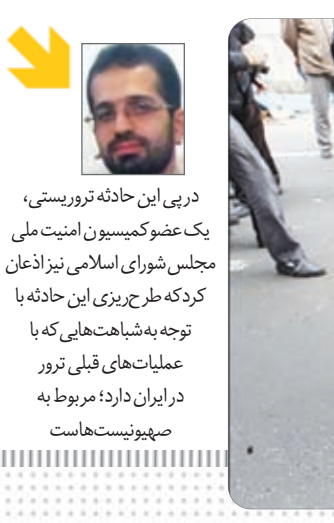 در پی این حادثه تروریستی،
یک عضو کمیسیون امنیت ملی
مجلس شورای اسلامی نیز اذعان
کرد که طرح‌ریزی این حادثه با
توجه به شباهت‌هایی که با
عملیات‌های قبلی ترور
در ایران دارد؛ مربوط به
صهیونیست‌هاست